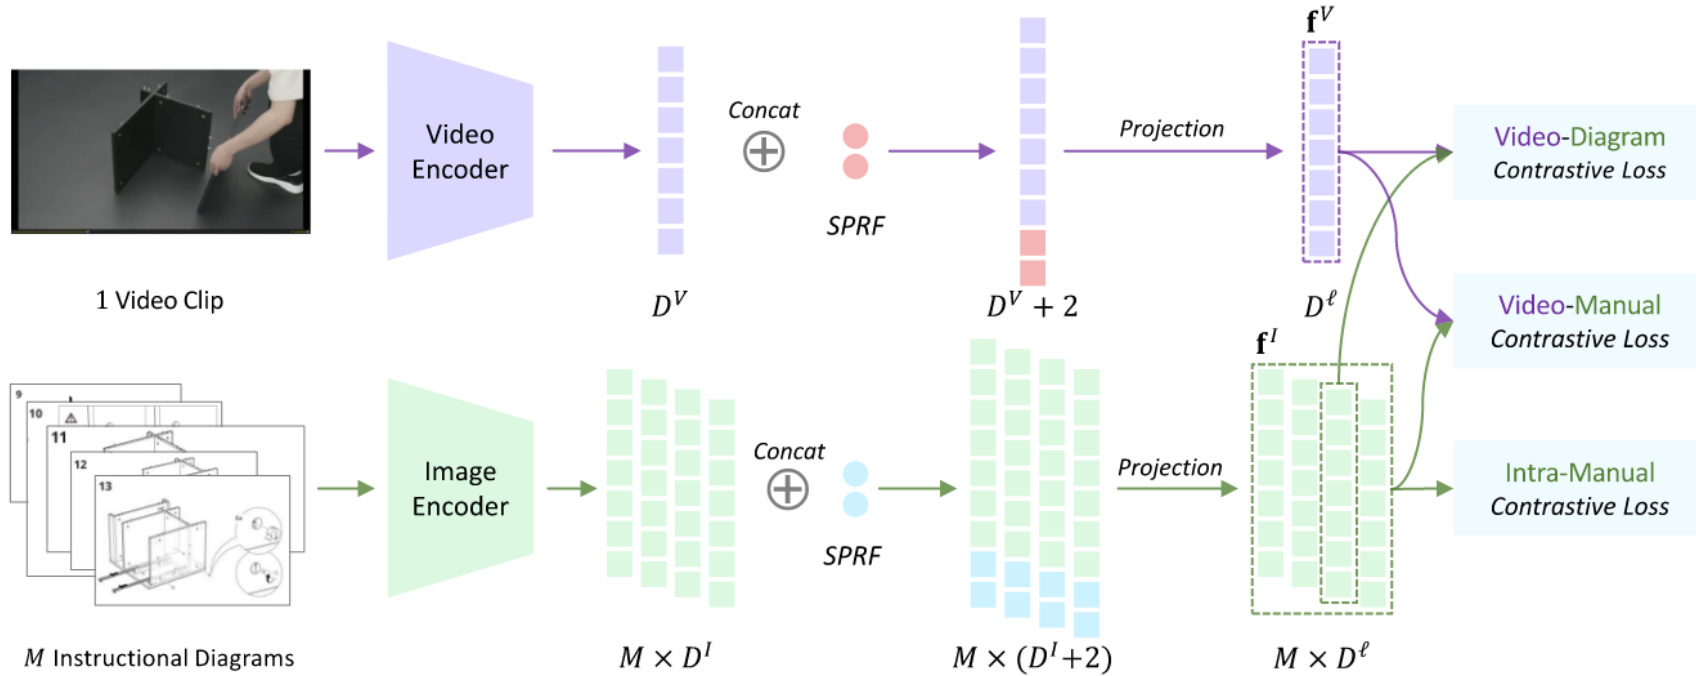 f^V
Concat
Video
Encoder
Projection
Video-Diagram
Contrastive Loss
SPRF
1 Video Clip
D^V
D^V + 2
D^ℓ
Video-Manual
Contrastive Loss
f^I
9
10
11
12
13
Image
Encoder
Concat
Projection
Intra-Manual
Contrastive Loss
SPRF
M Instructional Diagrams
M × D^I
M × (D^I+2)
M × D^ℓ